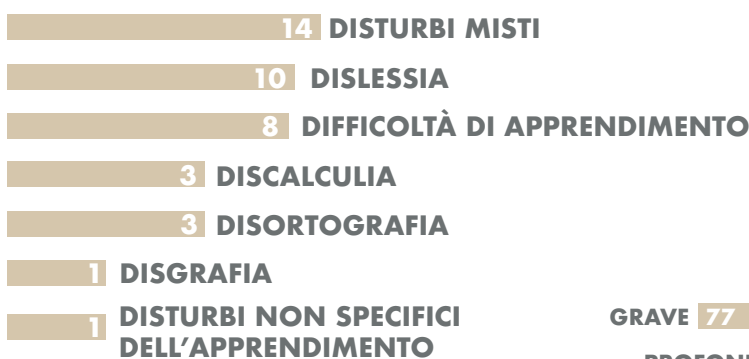 14 DISTURBI MISTI
10 DISLESSIA
8 DIFFICOLTÀ DI APPRENDIMENTO
3 DISCALCULIA
3 DISORTOGRAFIA
1 DISGRAFIA
1 DISTURBI NON SPECIFICI
DELL'APPRENDIMENTO
GRAVE 77